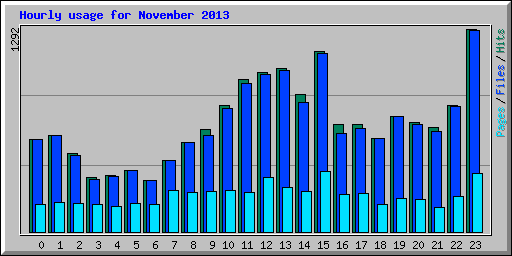 Hourly usage for November 2013
1292
Pages/Files/Hits
0 1 2 3 4 5 6 7 8 9 10 11 12 13 14 15 16 17 18 19 20 21 22 23